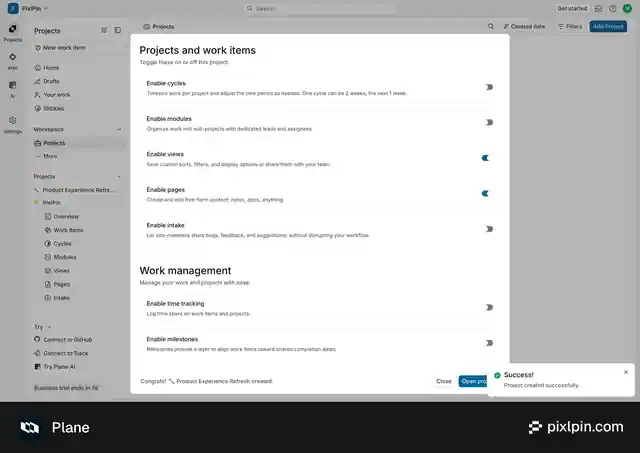 PixlPin
Search
Get started
M
Projects
Wiki
AI
Settings
Projects
New work item
Home
Drafts
Your work
Stickies
Workspace
Projects
More
Projects
Product Experience Refre...
PixlPin
Overview
Work items
Cycles
Modules
Views
Pages
Intake
Try
Connect to GitHub
Connect to Slack
Try Plane AI
Business trial ends in 7d
Projects
Created date
Filters
Add Project
Projects and work items
Toggle these on or off this project.
Enable cycles
Timebox work per project and adjust the time period as needed. One cycle can be 2 weeks, the next 1 week.
Enable modules
Organize work into sub-projects with dedicated leads and assignees.
Enable views
Save custom sorts, filters, and display options or share them with your team.
Enable pages
Create and edit free-form content; notes, docs, anything.
Enable intake
Let non-members share bugs, feedback, and suggestions; without disrupting your workflow.
Work management
Manage your work and projects with ease.
Enable time tracking
Log time spent on work items and projects.
Enable milestones
Milestones provide a layer to align work items toward shared completion dates.
Congrats! Product Experience Refresh created.
Close
Open proj
Success!
Project created successfully.
Plane
pixlpin.com